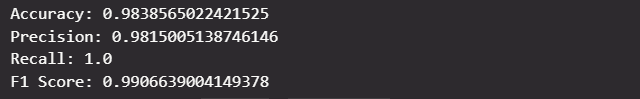 Accuracy: 0.9838565022421525
Precision: 0.9815005138746146
Recall: 1.0
F1 Score: 0.9906639004149378